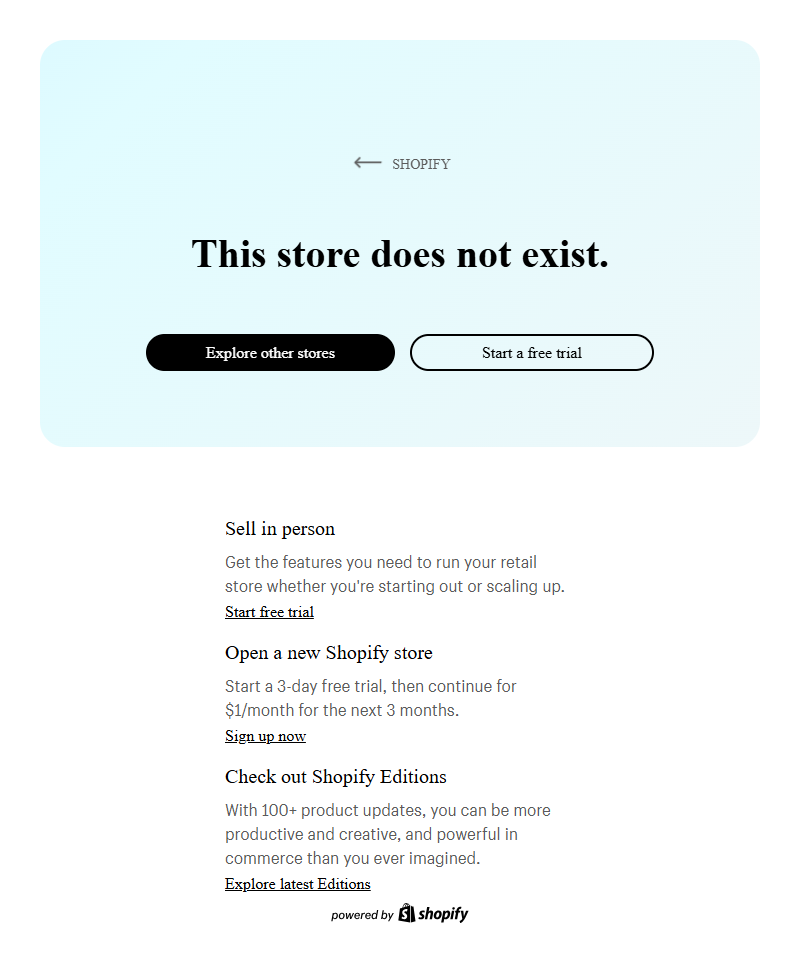 SHOPIFY
This store does not exist.
Explore other stores
Start a free trial
Sell in person
Get the features you need to run your retail
store whether you're starting out or scaling up.
Start free trial
Open a new Shopify store
Start a 3-day free trial, then continue for
$1/month for the next 3 months.
Sign up now
Check out Shopify Editions
With 100+ product updates, you can be more
productive and creative, and powerful in
commerce than you ever imagined.
Explore latest Editions
powered by shopify